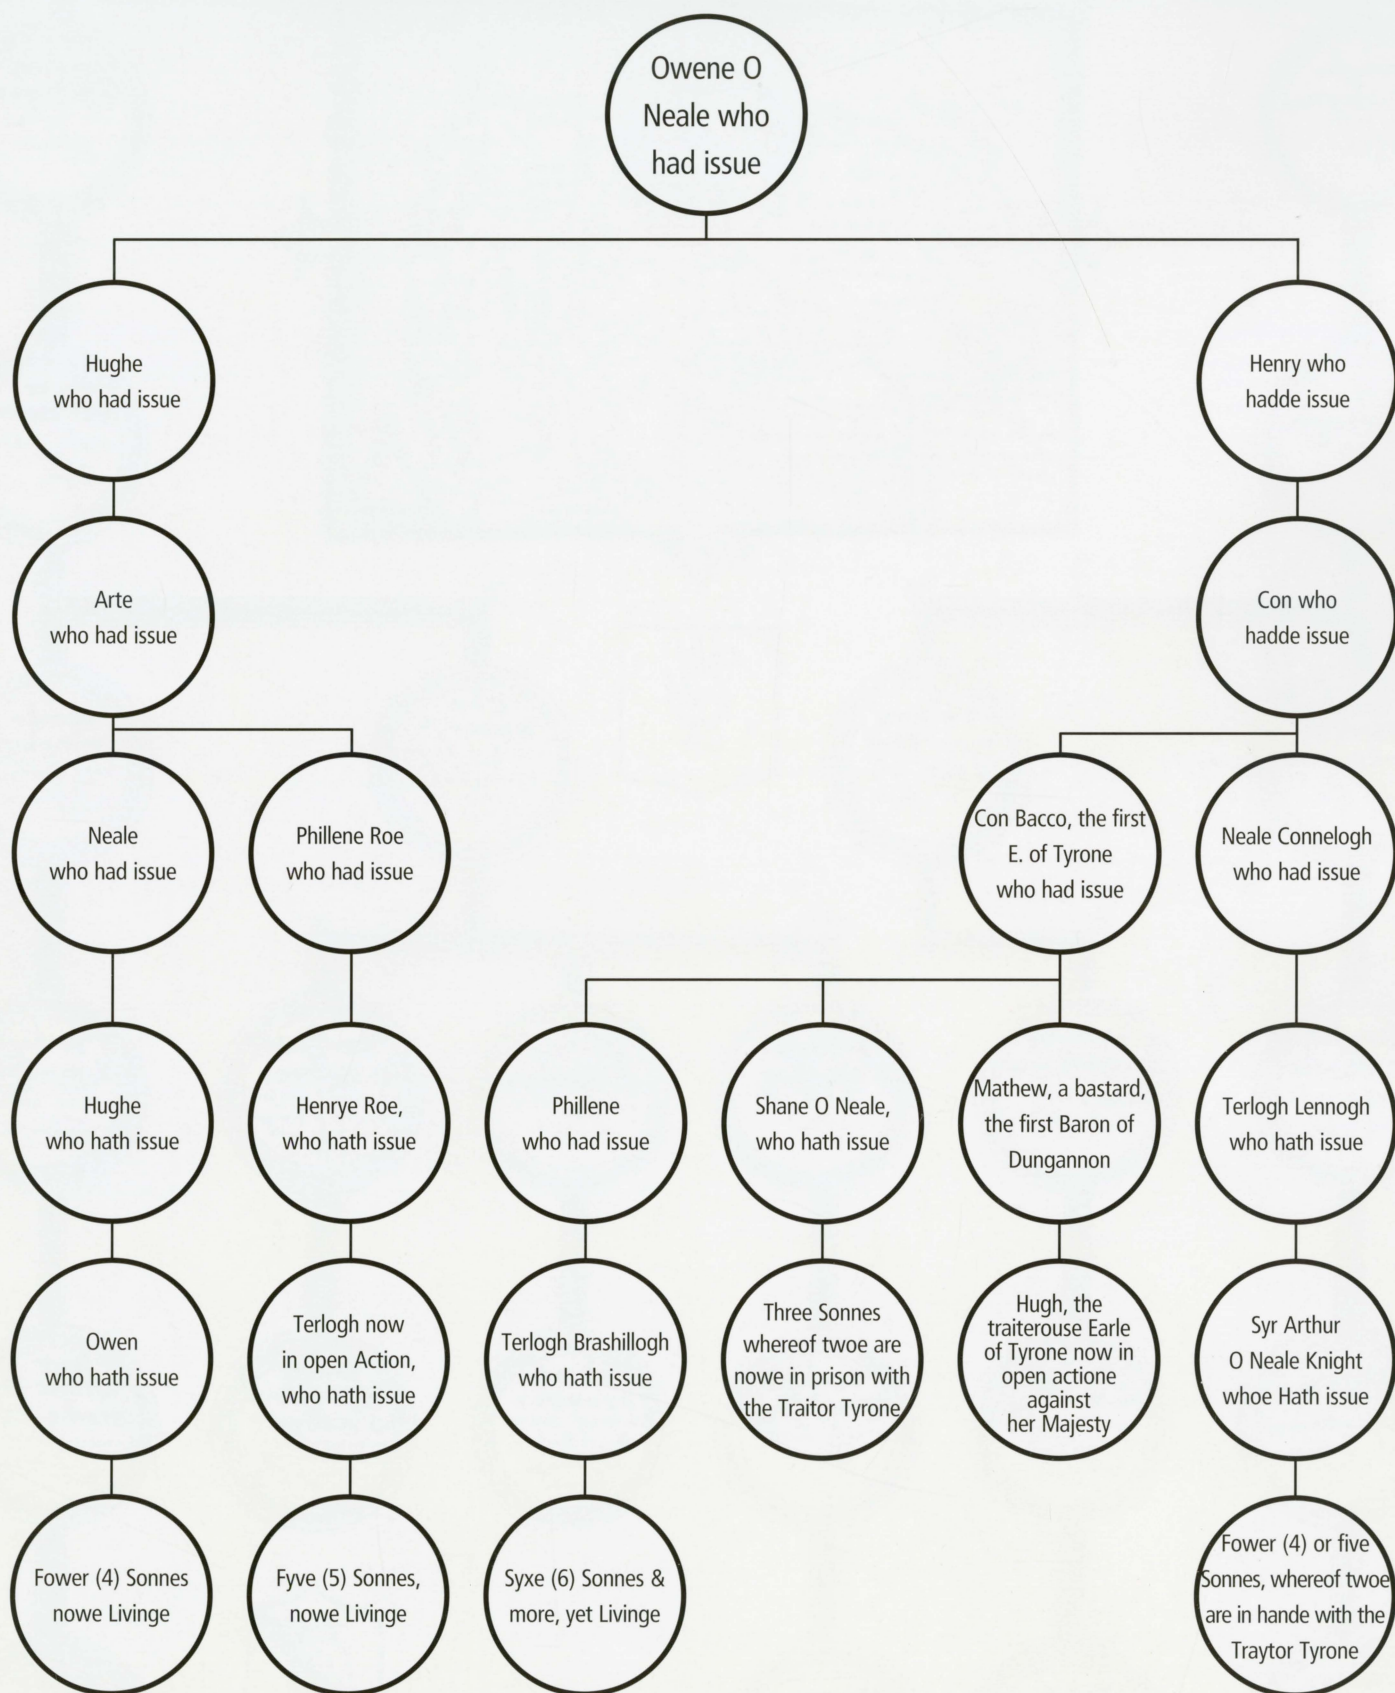 Owene O
Neale who
had issue
Hughe
who had issue
Henry who
hadde issue
Arte
who had issue
Con who
hadde issue
Neale
who had issue
Phillene Roe
who had issue
Con Bacco, the first
E. of Tyrone
who had issue
Neale Connelogh
who had issue
Hughe
who hath issue
Henrye Roe,
who hath issue
Phillene
who had issue
Shane O Neale,
who hath issue
Mathew, a bastard,
the first Baron of
Dungannon
Terlogh Lennogh
who hath issue
Owen
who hath issue
Terlogh now
in open Action,
who hath issue
Terlogh Brashillogh
who hath issue
Three Sonnes
whereof twoe are
nowe in prison with
the Traitor Tyrone
Hugh, the
traiterouse Earle
of Tyrone now in
open actione
against
her Majesty
Syr Arthur
O Neale Knight
whoe Hath issue
Fower (4) Sonnes
nowe Livinge
Fyve (5) Sonnes,
nowe Livinge
Syxe (6) Sonnes &
more, yet Livinge
Fower (4) or five
Sonnes, whereof twoe
are in hande with the
Traytor Tyrone